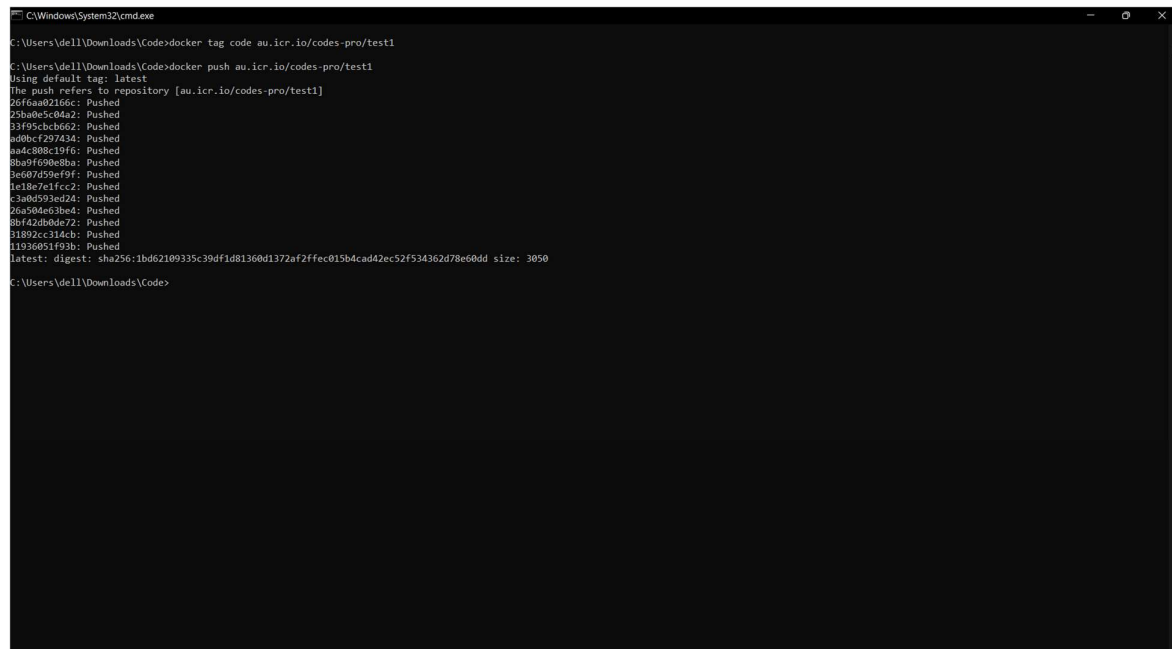 C:\Windows\System32\cmd.exe
C:\Users\dell\Downloads\Code>docker tag code au.icr.io/codes-pro/test1
C:\Users\dell\Downloads\Code>docker push au.icr.io/codes-pro/test1
Using default tag: latest
The push refers to repository [au.icr.io/codes-pro/test1]
26f6aa02166c: Pushed
25ba0e5c04a2: Pushed
33f95cbcb662: Pushed
ad0bcf297434: Pushed
aa4c808c19f6: Pushed
8ba9f690e8ba: Pushed
3e607d59ef9f: Pushed
1e18e7e1fcc2: Pushed
c3a0d593ed24: Pushed
26a504e63be4: Pushed
8bf42db0de72: Pushed
31892cc314cb: Pushed
11936051f93b: Pushed
latest: digest: sha256:1bd62109335c39df1d81360d1372af2ffec015b4cad42ec52f534362d78e60dd size: 3050
C:\Users\dell\Downloads\Code>